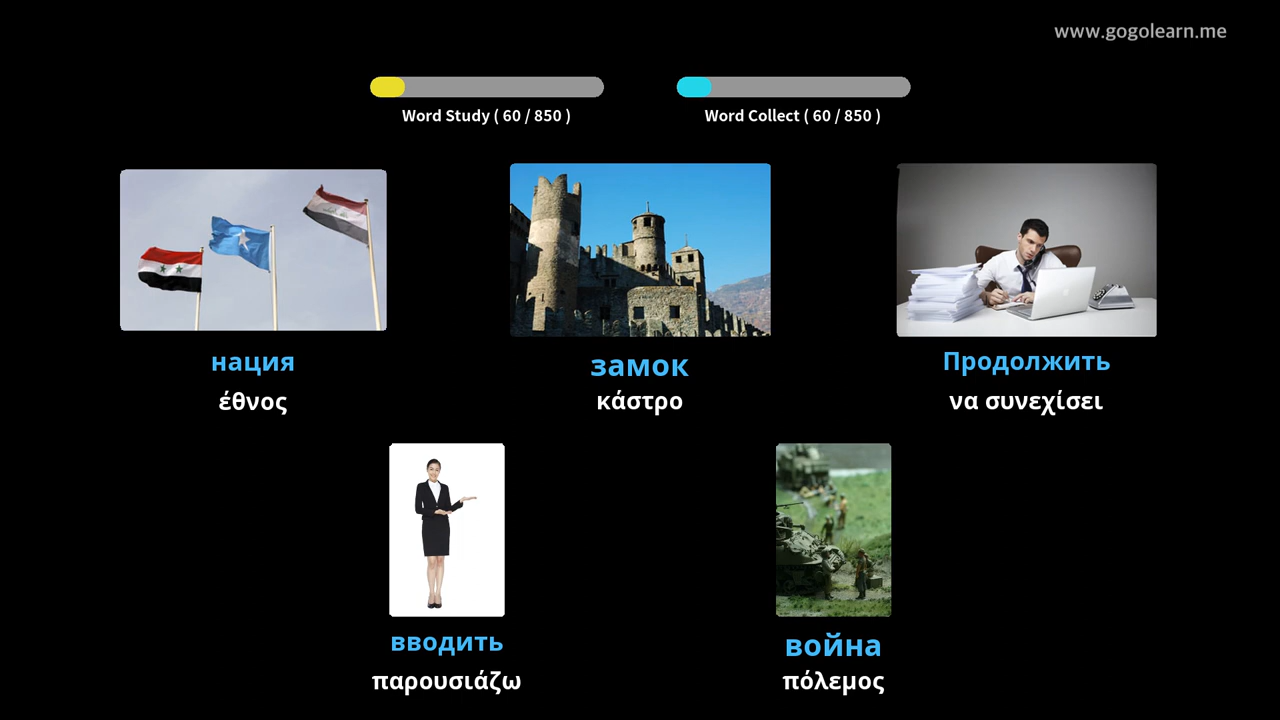 www.gogolearn.me
Word Study ( 60 / 850 )
Word Collect ( 60 / 850 )
нация
έθνος
замок
κάστρο
Продолжить
να συνεχίσει
вводить
παρουσιάζω
война
πόλεμος